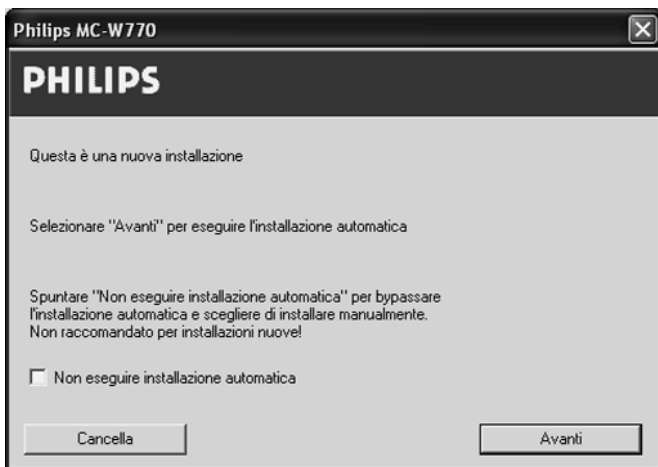 Philips MC-W770
PHILIPS
Questa è una nuova installazione
Selezionare "Avanti" per eseguire l'installazione automatica
Spuntare "Non eseguire installazione automatica" per bypassare
l'installazione automatica e scegliere di installare manualmente.
Non raccomandato per installazioni nuove!
Non eseguire installazione automatica
Cancella
Avanti